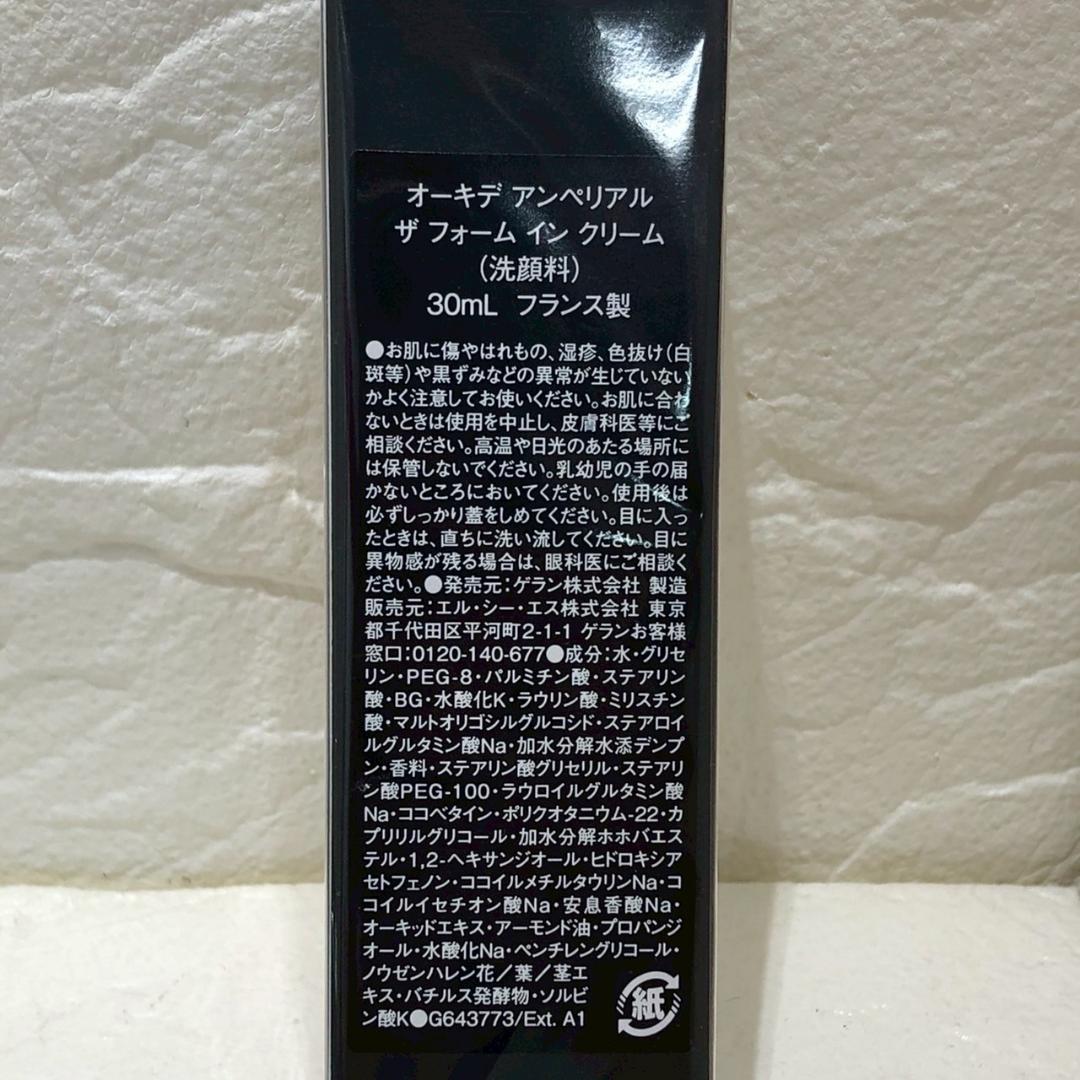 オーキデ アンペリアル
ザ フォーム イン クリーム
(洗顔料)
30mL フランス製
●お肌に傷やはれもの、湿疹、色抜け(白
斑等)や黒ずみなどの異常が生じていない
かよく注意してお使いください。お肌に合わ
ないときは使用を中止し、皮膚科医等にご
相談ください。高温や日光のあたる場所に
は保管しないでください。乳幼児の手の届
かないところにおいてください。使用後は
必ずしっかり蓋をしめてください。目に入っ
たときは、直ちに洗い流してください。目に
異物感が残る場合は、眼科医にご相談く
ださい。●発売元:ゲラン株式会社 製造
販売元:エル・シー・エス株式会社 東京
都千代田区平河町2-1-1 ゲランお客様
窓口:0120-140-677●成分:水・グリセ
リン・PEG-8・パルミチン酸・ステアリン
酸・BG・水酸化K・ラウリン酸・ミリスチン
酸・マルトオリゴシルグルコシド・ステアロイ
ルグルタミン酸Na・加水分解水添デンプ
ン・香料・ステアリン酸グリセリル・ステアリ
ン酸PEG-100・ラウロイルグルタミン酸
Na・ココベタイン・ポリクオタニウム-22・カ
プリリルグリコール・加水分解ホホバエス
テル・1,2-ヘキサンジオール・ヒドロキシア
セトフェノン・ココイルメチルタウリンNa・コ
コイルイセチオン酸Na・安息香酸Na・
オーキッドエキス・アーモンド油・プロパンジ
オール・水酸化Na・ペンチレングリコール・
ノウゼンハレン花/葉/茎エ
キス・バチルス発酵物・ソルビ
ン酸K●G643773/Ext. A1
紙